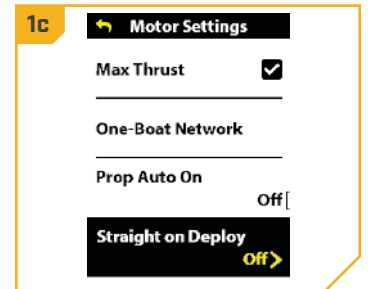 1c
Motor Settings
Max Thrust
One-Boat Network
Prop Auto On
Off [
Straight on Deploy
Off >